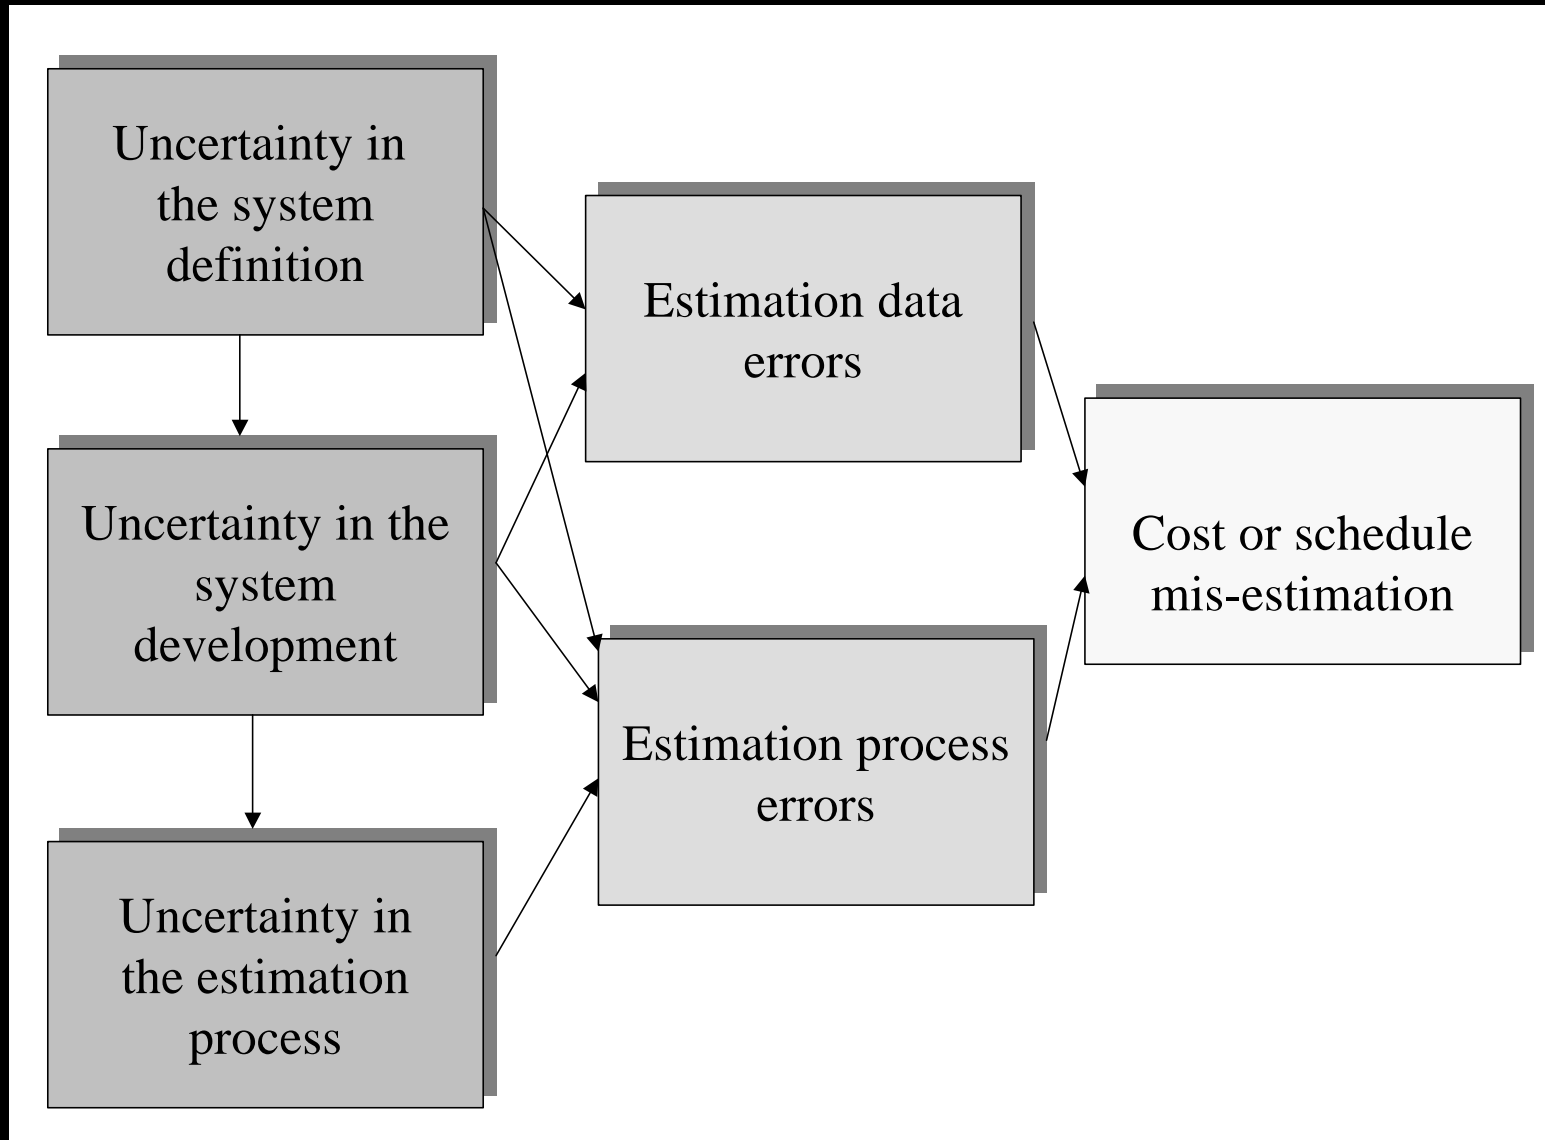 Uncertainty in
the system
definition
Estimation data
errors
Uncertainty in the
system
development
Cost or schedule
mis-estimation
Estimation process
errors
Uncertainty in
the estimation
process